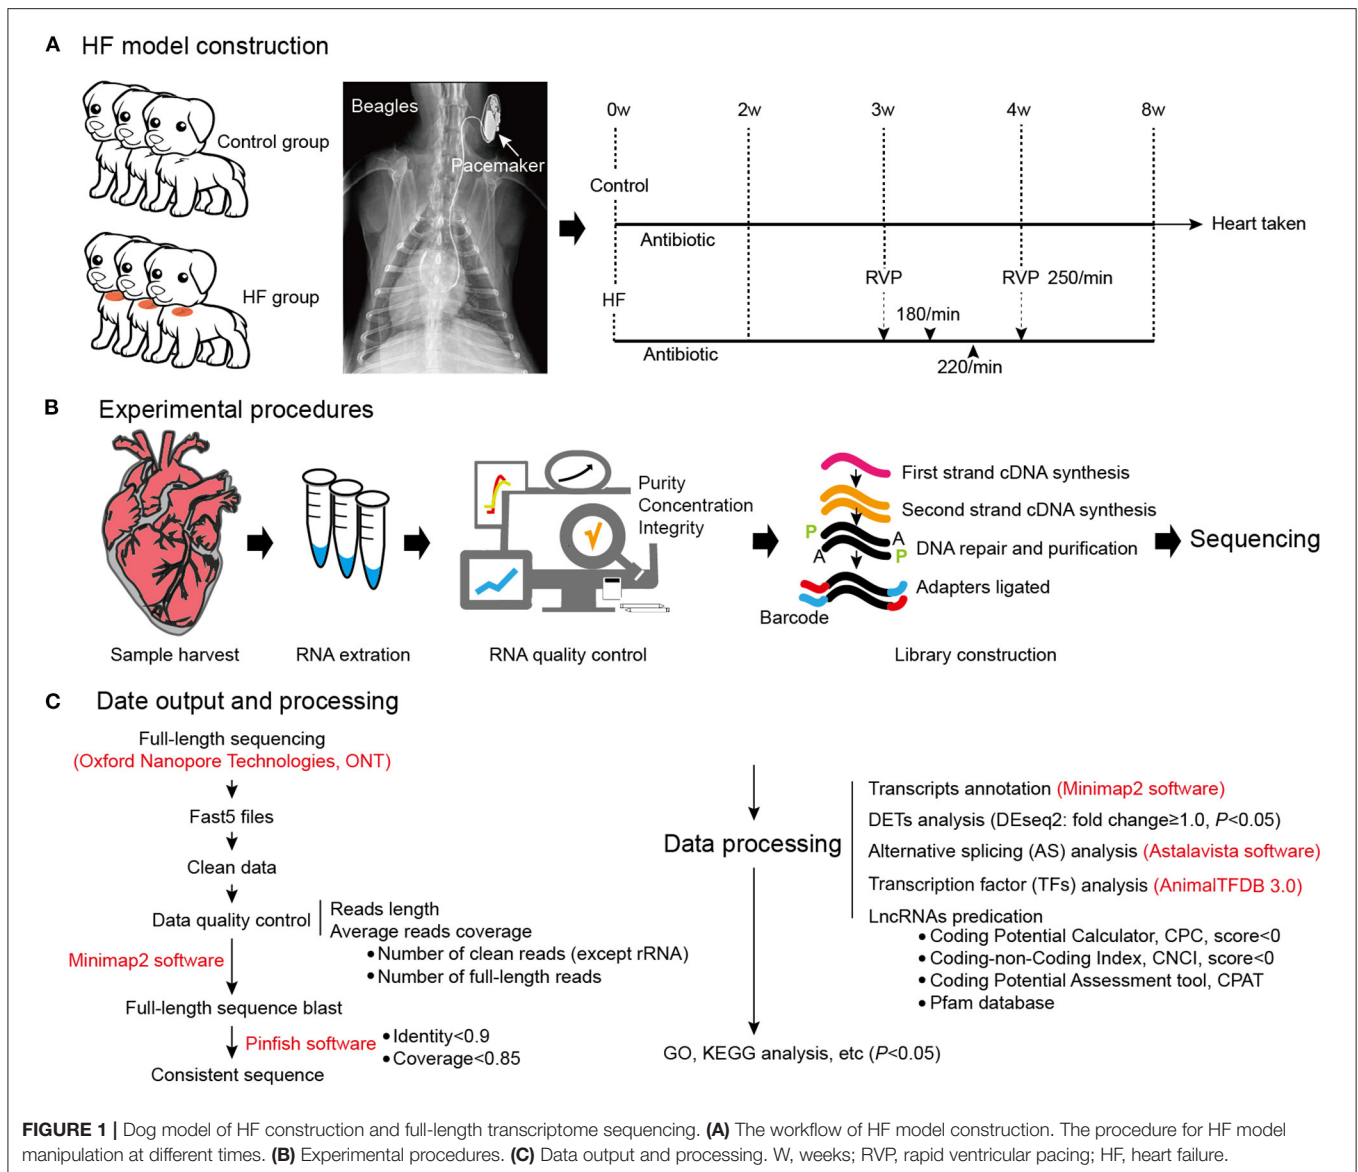 A HF model construction
Control group
HF group
Beagles
Pacemaker
0w 2w 3w 4w 8w
Control
Antibiotic
Heart taken
RVP RVP 250/min
HF
180/min
Antibiotic
220/min
B Experimental procedures
Purity
Concentration
Integrity
First strand cDNA synthesis
Second strand cDNA synthesis
P A
A P
DNA repair and purification
Adapters ligated
Barcode
Sequencing
Sample harvest
RNA extration
RNA quality control
Library construction
C Date output and processing
Full-length sequencing
(Oxford Nanopore Technologies, ONT)
Fast5 files
Clean data
Data quality control
Reads length
Average reads coverage
•Number of clean reads (except rRNA)
•Number of full-length reads
Minimap2 software
Full-length sequence blast
Pinfish software
•Identity<0.9
•Coverage<0.85
Consistent sequence
Data processing
Transcripts annotation (Minimap2 software)
DETs analysis (DEseq2: fold change≥1.0, P<0.05)
Alternative splicing (AS) analysis (Astalavista software)
Transcription factor (TFs) analysis (AnimalTFDB 3.0)
LncRNAs predication
•Coding Potential Calculator, CPC, score<0
•Coding-non-Coding Index, CNCI, score<0
•Coding Potential Assessment tool, CPAT
•Pfam database
GO, KEGG analysis, etc (P<0.05)
FIGURE 1 | Dog model of HF construction and full-length transcriptome sequencing. (A) The workflow of HF model construction. The procedure for HF model
manipulation at different times. (B) Experimental procedures. (C) Data output and processing. W, weeks; RVP, rapid ventricular pacing; HF, heart failure.